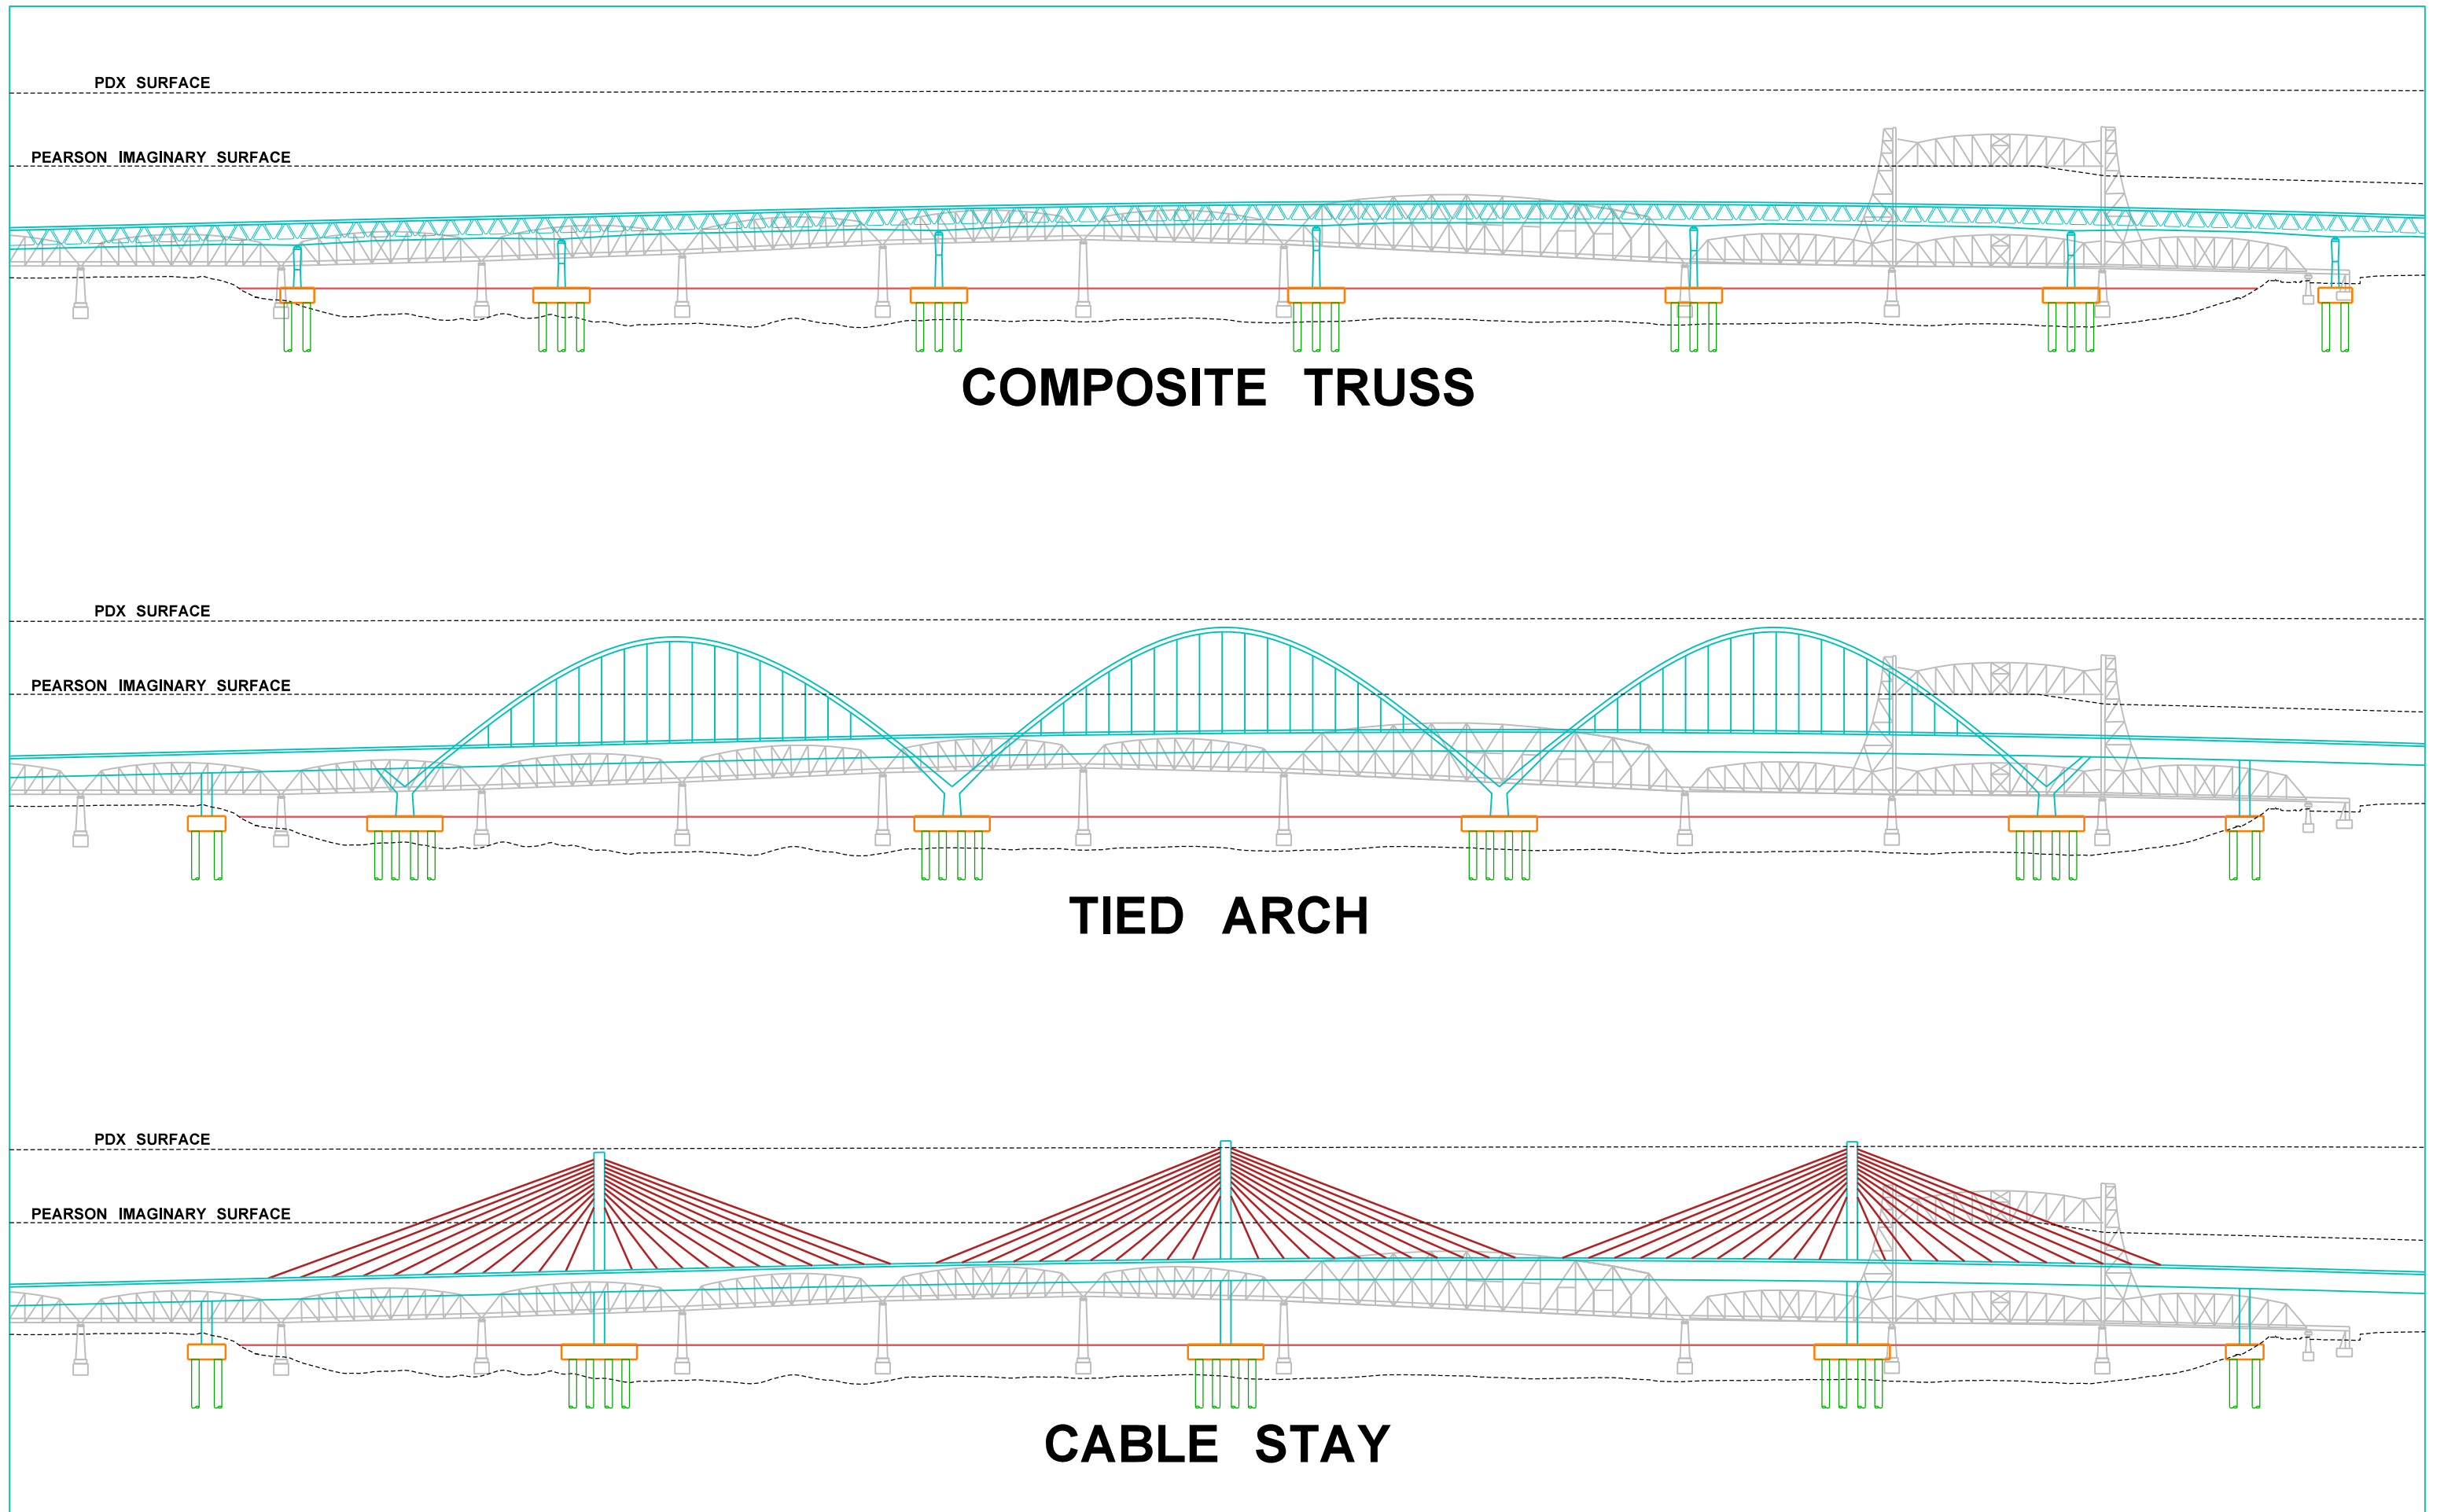 PDX SURFACE
PEARSON IMAGINARY SURFACE
COMPOSITE TRUSS
PDX SURFACE
PEARSON IMAGINARY SURFACE
TIED ARCH
PDX SURFACE
PEARSON IMAGINARY SURFACE
CABLE STAY